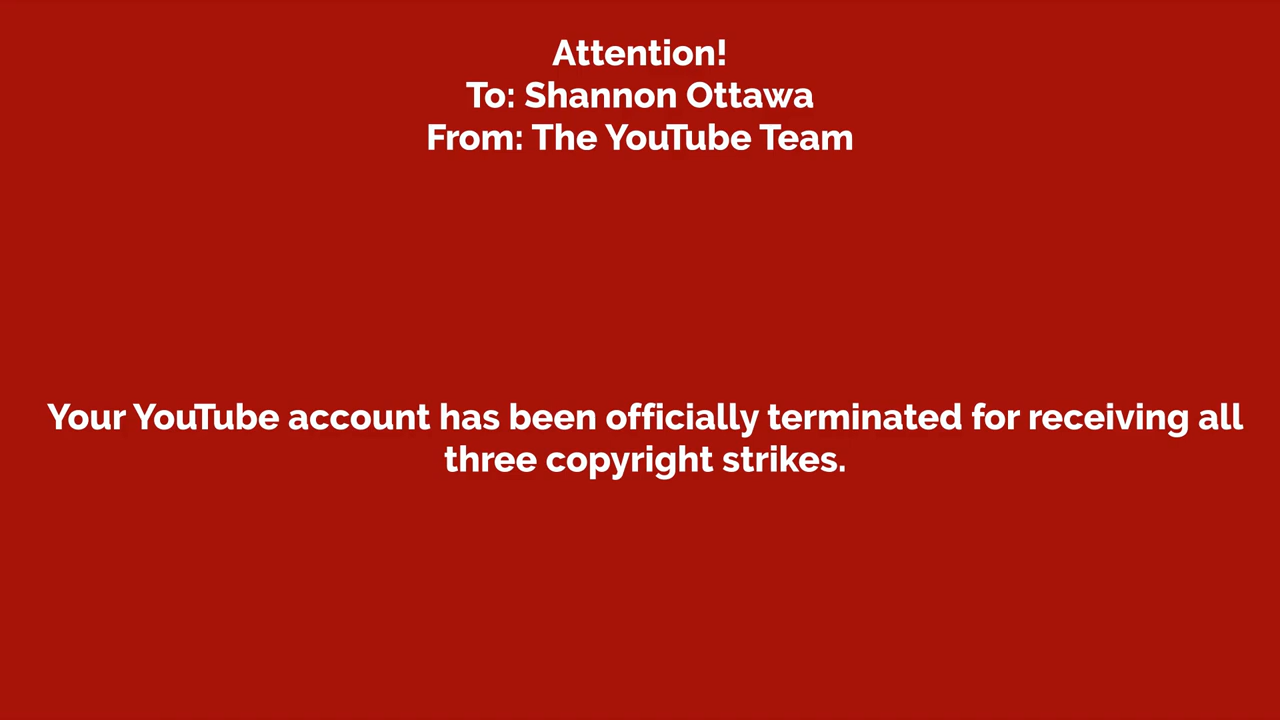 Attention!
To: Shannon Ottawa
From: The YouTube Team
Your YouTube account has been officially terminated for receiving all
three copyright strikes.